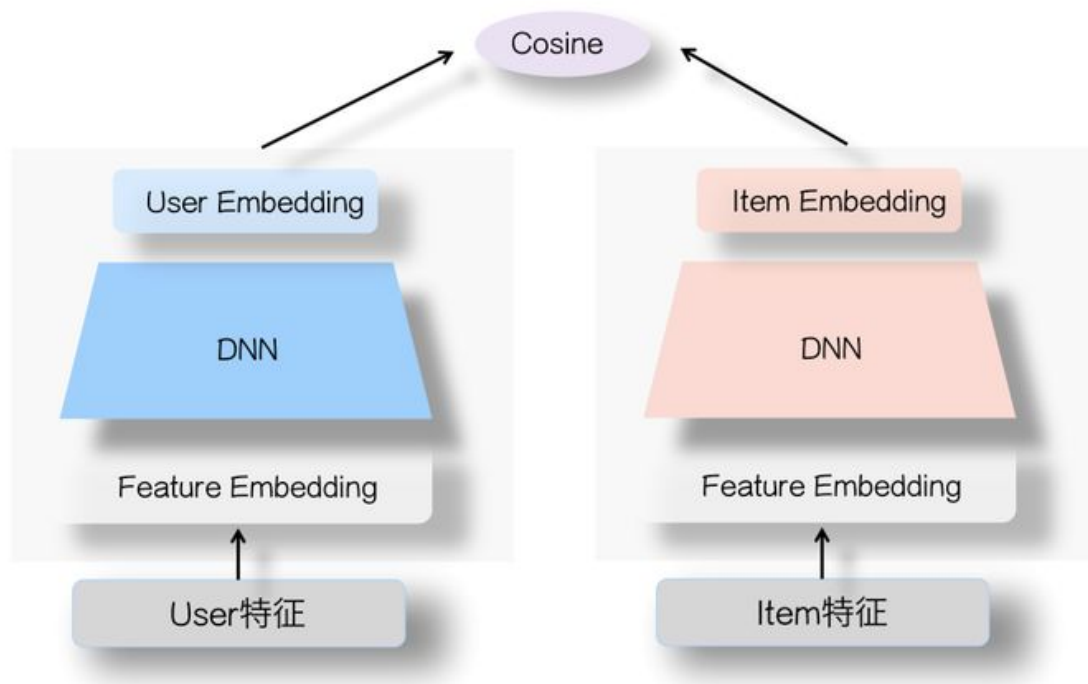 Cosine
User Embedding
Item Embedding
DNN
DNN
Feature Embedding
Feature Embedding
User特征
Item特征